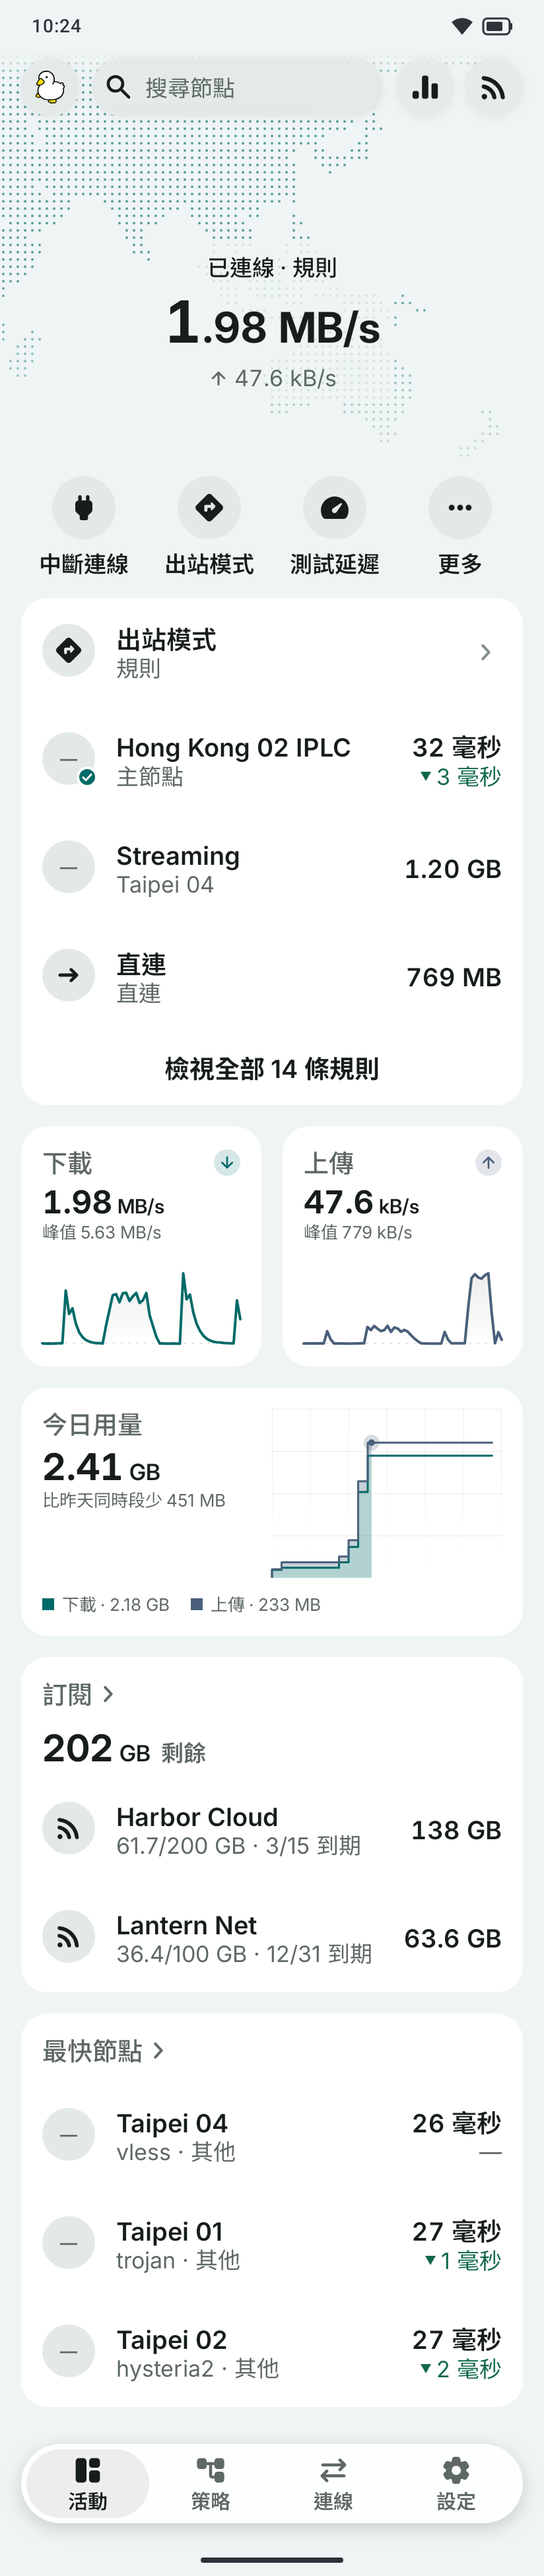 10:24
搜尋節點
已連線 · 規則
1.98 MB/s
↑ 47.6 kB/s
中斷連線 出站模式 測試延遲 更多
出站模式
規則
Hong Kong 02 IPLC 32 毫秒
主節點 ▼3 毫秒
Streaming
Taipei 04
1.20 GB
直連
直連
769 MB
檢視全部 14 條規則
下載
1.98 MB/s
峰值 5.63 MB/s
上傳
47.6 kB/s
峰值 779 kB/s
今日用量
2.41 GB
比昨天同時段少 451 MB
下載 · 2.18 GB 上傳 · 233 MB
訂閱
202 GB 剩餘
Harbor Cloud
61.7/200 GB · 3/15 到期
138 GB
Lantern Net
36.4/100 GB · 12/31 到期
63.6 GB
最快節點
Taipei 04 26 毫秒
vless · 其他 —
Taipei 01 27 毫秒
trojan · 其他 ▼1 毫秒
Taipei 02 27 毫秒
hysteria2 · 其他 ▼2 毫秒
活動 策略 連線 設定